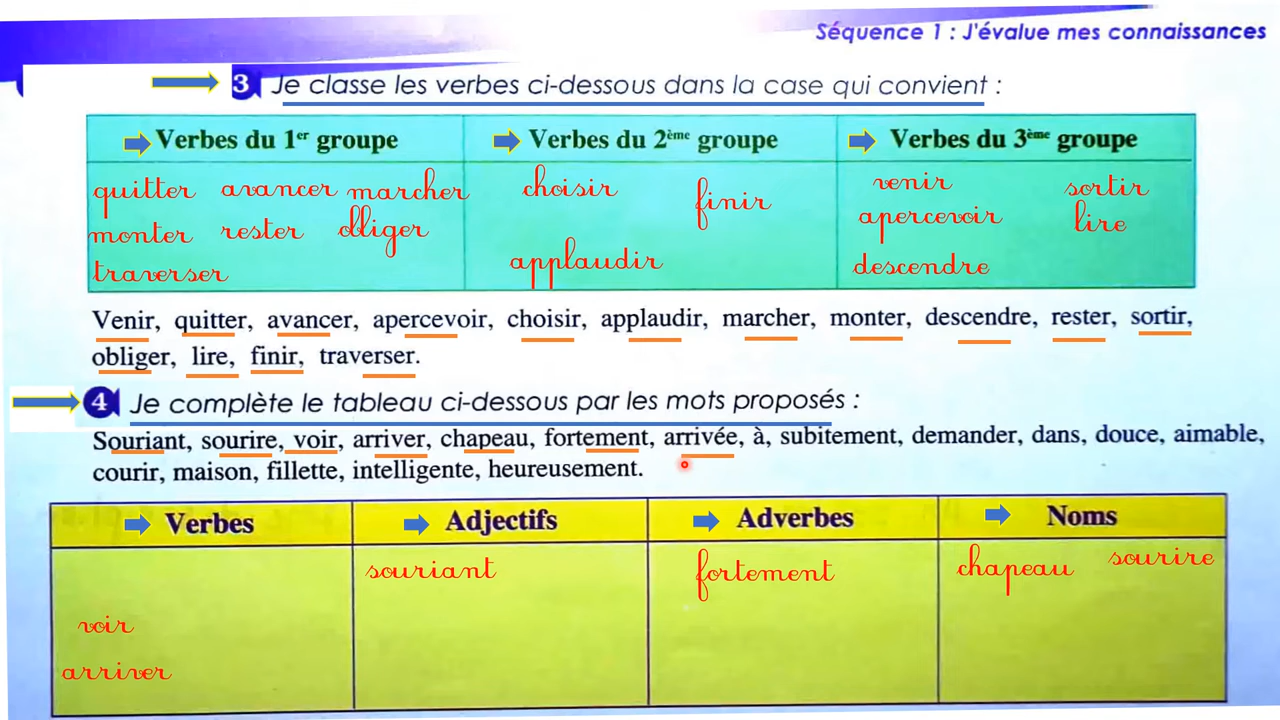 Séquence 1 : J'évalue mes connaissances
3 Je classe les verbes ci-dessous dans la case qui convient :
Verbes du 1er groupe Verbes du 2ème groupe Verbes du 3ème groupe
quitter avancer marcher choisir finir venir sortir
monter rester obliger apercevoir lire
traverser applaudir descendre
Venir, quitter, avancer, apercevoir, choisir, applaudir, marcher, monter, descendre, rester, sortir,
obliger, lire, finir, traverser.
4 Je complète le tableau ci-dessous par les mots proposés :
Souriant, sourire, voir, arriver, chapeau, fortement, arrivée, à, subitement, demander, dans, douce, aimable,
courir, maison, fillette, intelligente, heureusement.
Verbes Adjectifs Adverbes Noms
souriant fortement chapeau sourire
voir
arriver